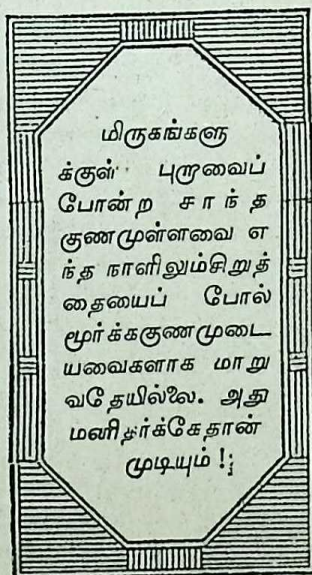 மிருகங்களு
க்குள் புறாவைப்
போன்ற சாந்த
குணமுள்ளவை எ
ந்த நாளிலும்சிறுத்
தையைப் போல்
மூர்க்ககுணமுடை
யவைகளாக மாறு
வதேயில்லை. அது
மனிதர்க்கேதான்
முடியும் !